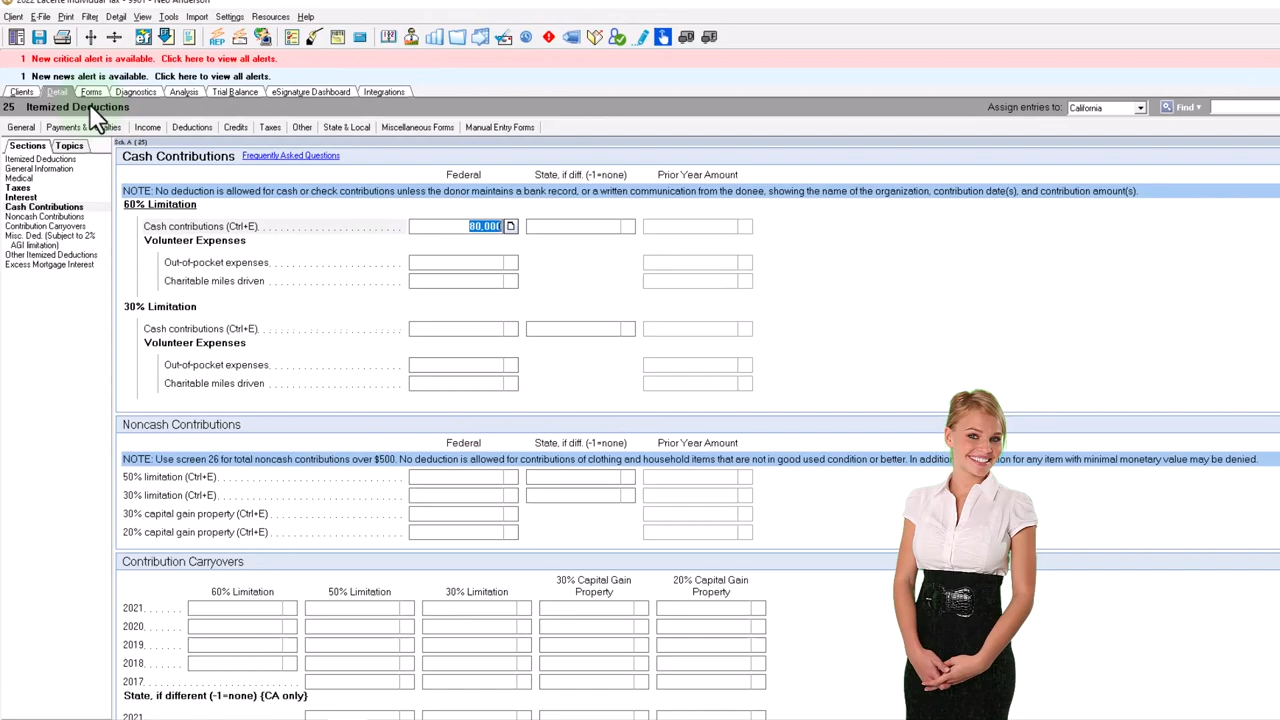 2022 Lacerte Individual Tax - 9901 - Neo Anderson
Client E-File Print Filter Detail View Tools Import Settings Resources Help
1 New critical alert is available. Click here to view all alerts.
1 New news alert is available. Click here to view all alerts.
Clients Detail Forms Diagnostics Analysis Trial Balance eSignature Dashboard Integrations
25 Itemized Deductions Assign entries to: California Find
General Payments & Income Deductions Credits Taxes Other State & Local Miscellaneous Forms Manual Entry Forms
Sections Topics
Itemized Deductions
General Information
Medical
Taxes
Interest
Cash Contributions
Noncash Contributions
Contribution Carryovers
Misc. Ded. (Subject to 2%
AGI limitation)
Other Itemized Deductions
Excess Mortgage Interest
Sch. A (25)
Cash Contributions Frequently Asked Questions
Federal State, if diff. (-1=none) Prior Year Amount
NOTE: No deduction is allowed for cash or check contributions unless the donor maintains a bank record, or a written communication from the donee, showing the name of the organization, contribution date(s), and contribution amount(s).
60% Limitation
Cash contributions (Ctrl+E) 80,00
Volunteer Expenses
Out-of-pocket expenses
Charitable miles driven
30% Limitation
Cash contributions (Ctrl+E)
Volunteer Expenses
Out-of-pocket expenses
Charitable miles driven
Noncash Contributions
Federal State, if diff. (-1=none) Prior Year Amount
NOTE: Use screen 26 for total noncash contributions over $500. No deduction is allowed for contributions of clothing and household items that are not in good used condition or better. In addition for any item with minimal monetary value may be denied.
50% limitation (Ctrl+E)
30% limitation (Ctrl+E)
30% capital gain property (Ctrl+E)
20% capital gain property (Ctrl+E)
Contribution Carryovers
60% Limitation 50% Limitation 30% Limitation 30% Capital Gain Property 20% Capital Gain Property
2021
2020
2019
2018
2017
State, if different (-1=none) {CA only}
2021